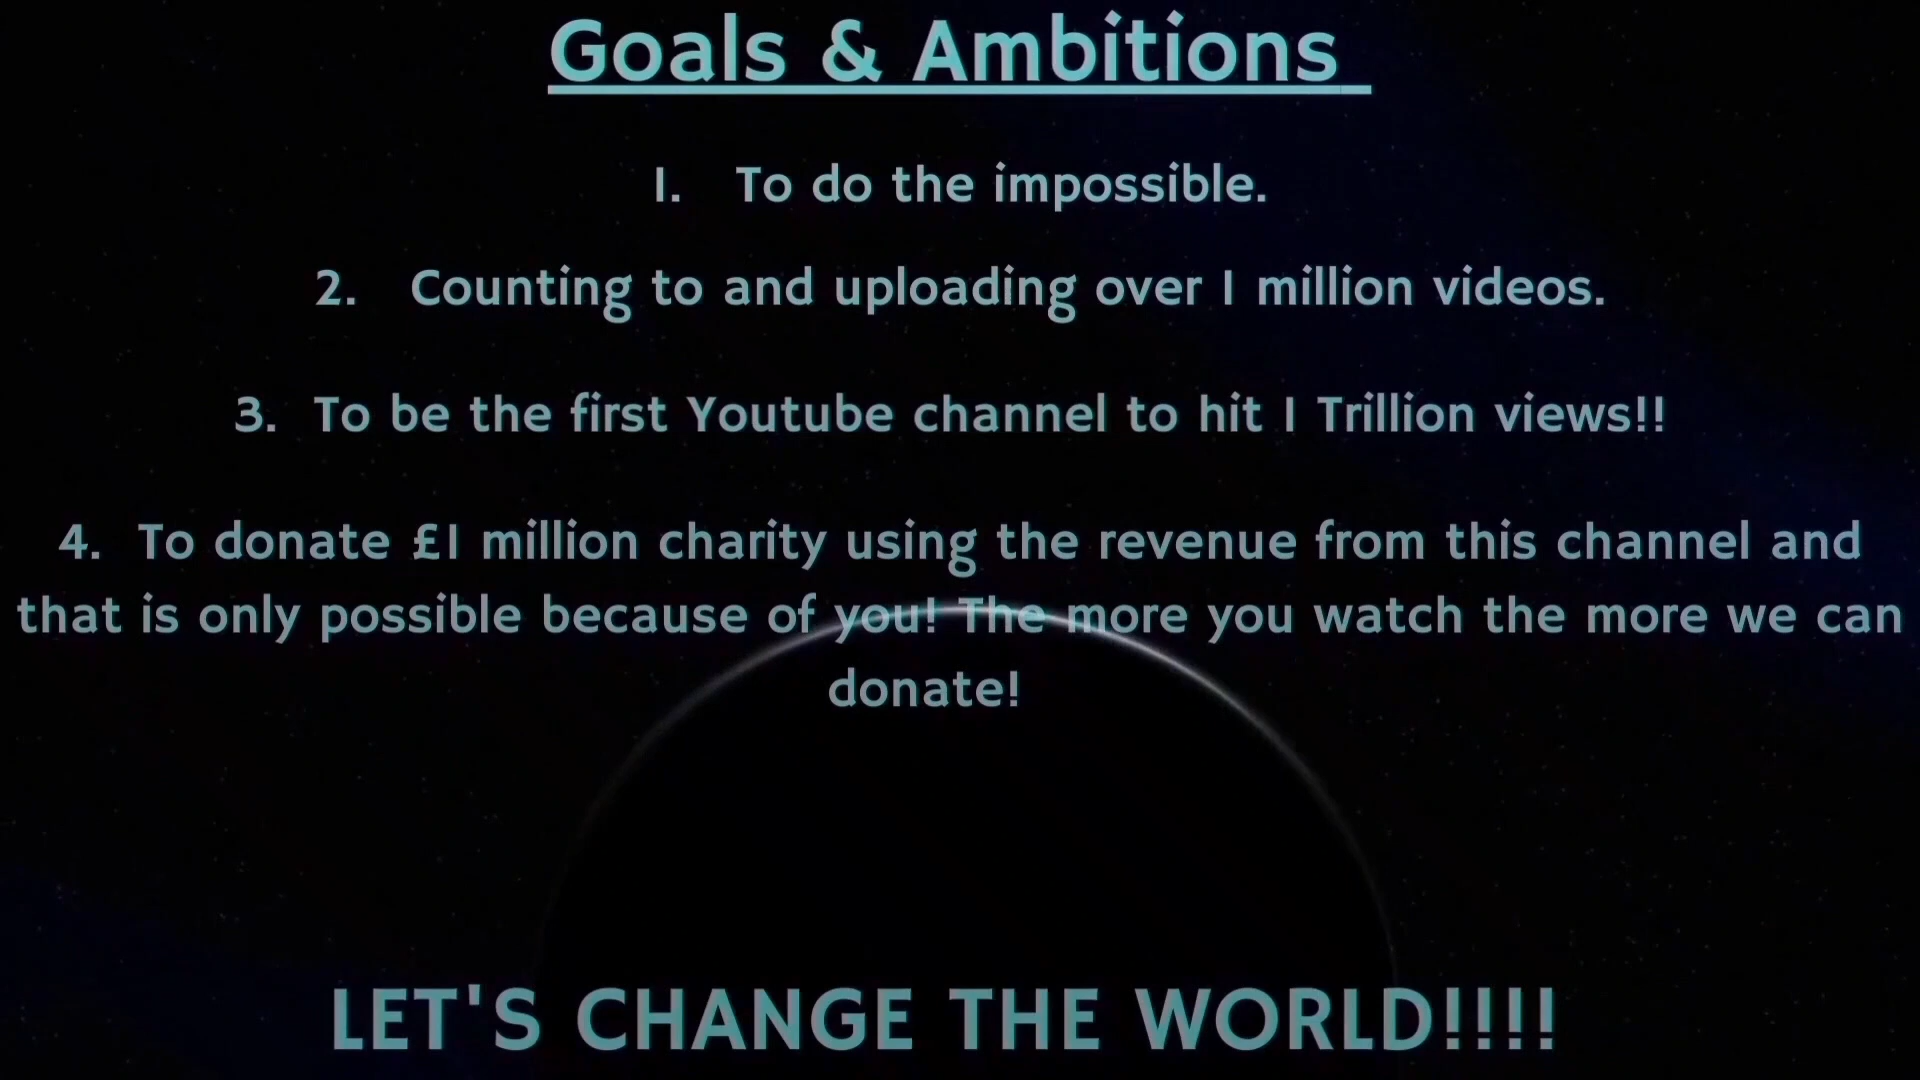 Goals & Ambitions
1. To do the impossible.
2. Counting to and uploading over 1 million videos.
3. To be the first Youtube channel to hit 1 Trillion views!!
4. To donate £1 million charity using the revenue from this channel and
that is only possible because of you! The more you watch the more we can
donate!
LET'S CHANGE THE WORLD!!!!